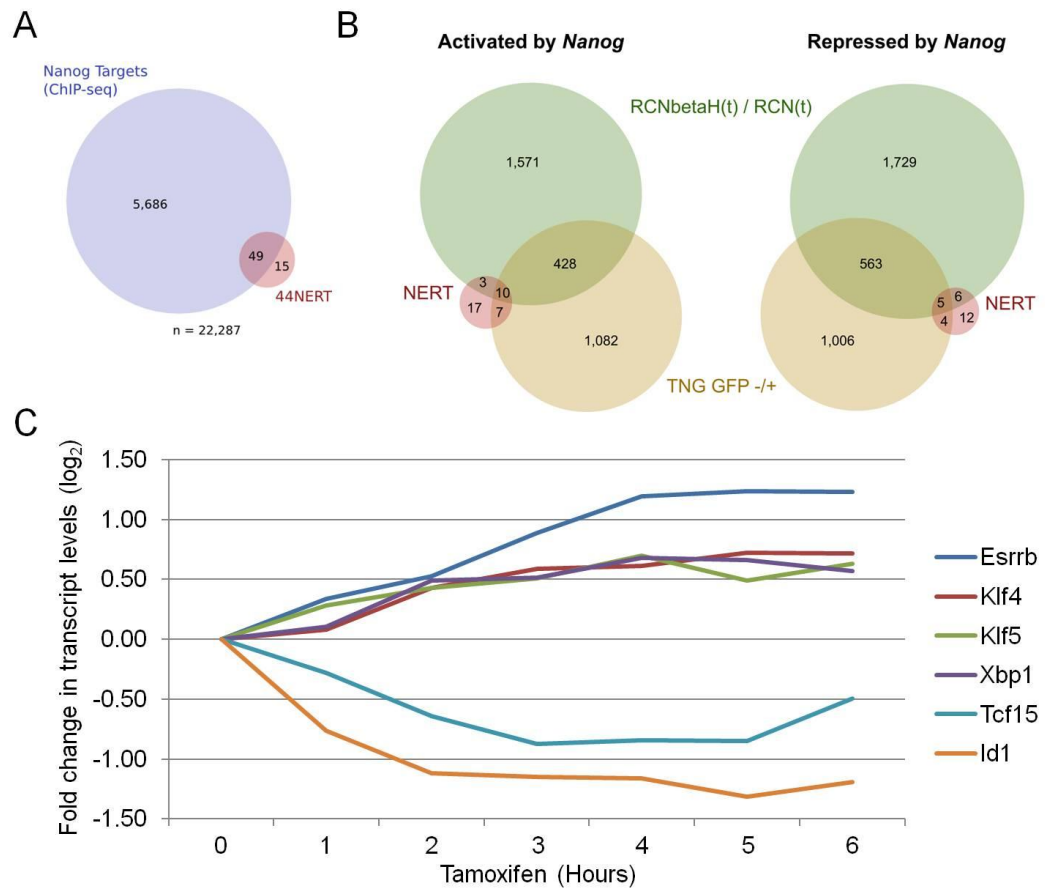 A
Nanog Targets
(ChIP-seq)
5,686
49
15
44NERT
n = 22,287
B
Activated by Nanog
Repressed by Nanog
RCNbetaH(t) / RCN(t)
1,571
428
3
10
17
7
NERT
1,082
TNG GFP -/+
1,729
563
5
6
4
12
NERT
1,006
C
Fold change in transcript levels (log2)
1.50
1.00
0.50
0.00
-0.50
-1.00
-1.50
0 1 2 3 4 5 6
Tamoxifen (Hours)
Esrrb
Klf4
Klf5
Xbp1
Tcf15
Id1